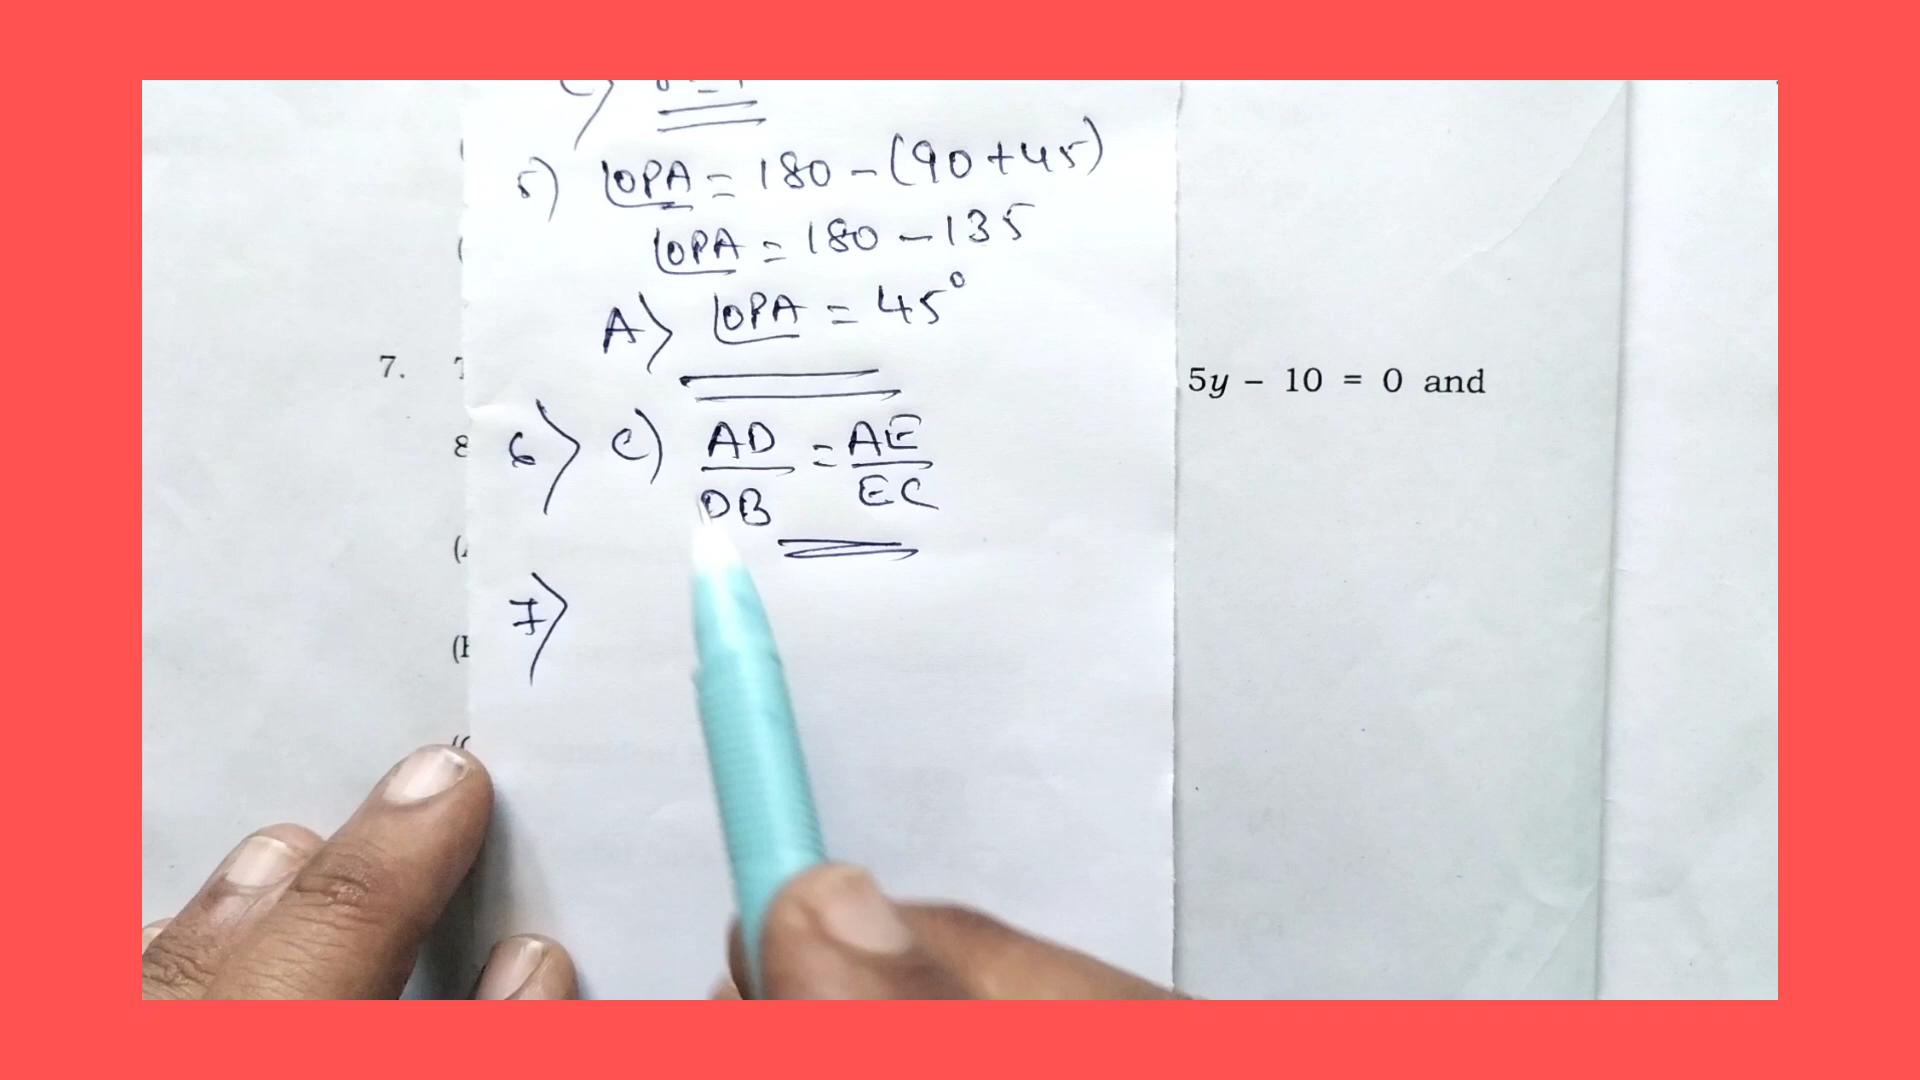 5) ∠OPA = 180 - (90 + 45)
∠OPA = 180 - 135
A) ∠OPA = 45°
7. 5y – 10 = 0 and
8
6) C) AD/DB = AE/EC
(A
7)
(B